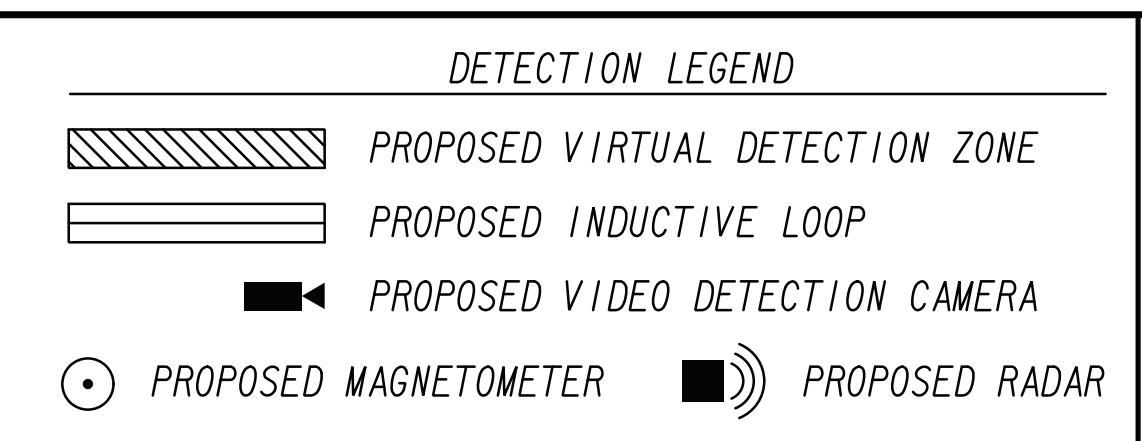 DETECTION LEGEND
PROPOSED VIRTUAL DETECTION ZONE
PROPOSED INDUCTIVE LOOP
PROPOSED VIDEO DETECTION CAMERA
PROPOSED MAGNETOMETER PROPOSED RADAR